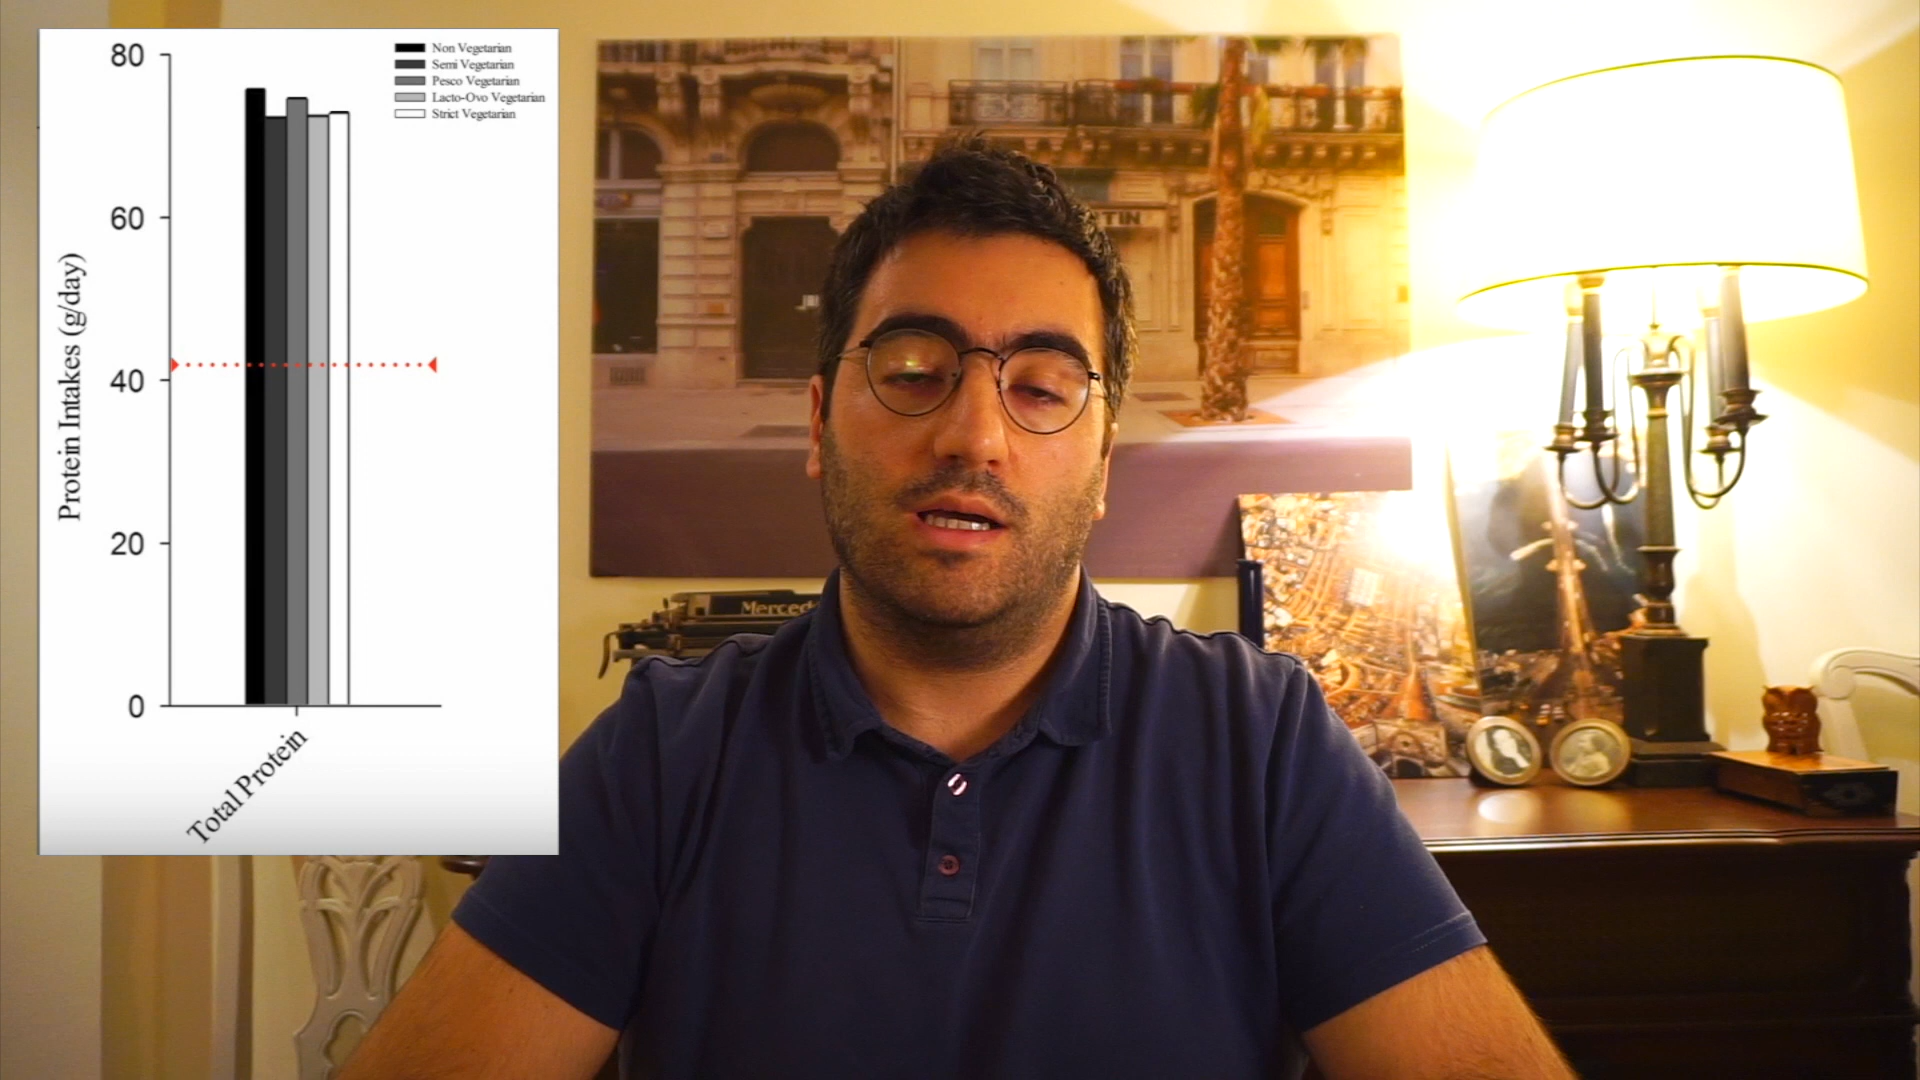 80
60
40
20
0
Protein Intakes (g/day)
Total Protein
Non Vegetarian
Semi Vegetarian
Pesco Vegetarian
Lacto-Ovo Vegetarian
Strict Vegetarian
TIN
Merced